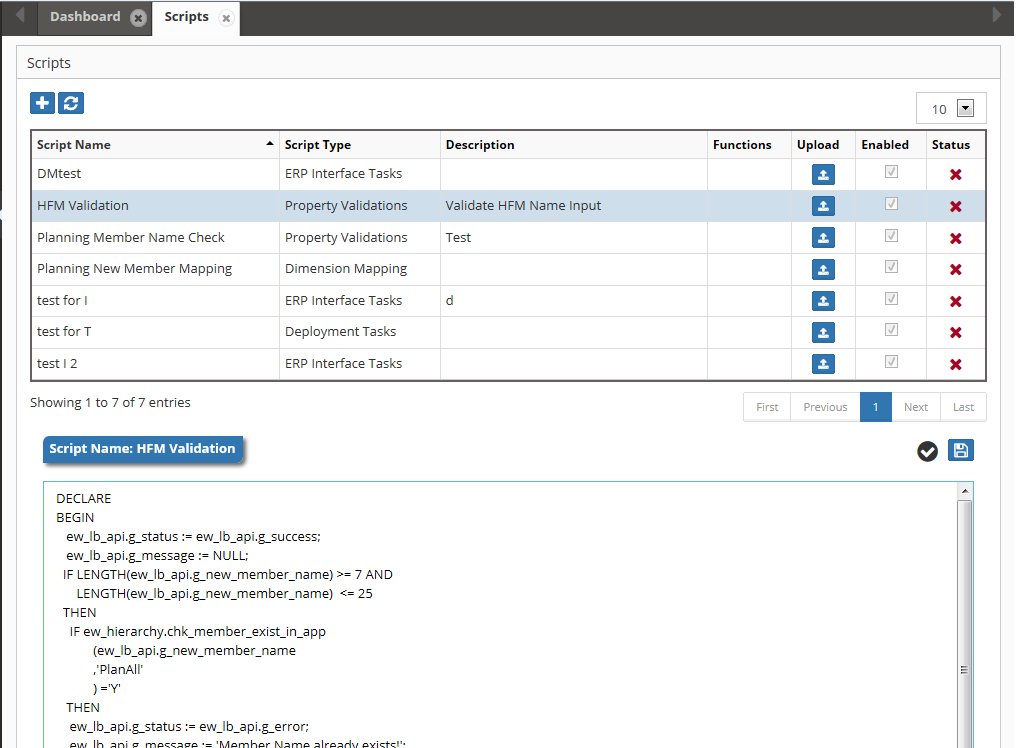 Dashboard Scripts
Scripts
10
Script Name Script Type Description Functions Upload Enabled Status
DMtest ERP Interface Tasks
HFM Validation Property Validations Validate HFM Name Input
Planning Member Name Check Property Validations Test
Planning New Member Mapping Dimension Mapping
test for I ERP Interface Tasks d
test for T Deployment Tasks
test I 2 ERP Interface Tasks
Showing 1 to 7 of 7 entries
First Previous 1 Next Last
Script Name: HFM Validation
DECLARE
BEGIN
ew_lb_api.g_status := ew_lb_api.g_success;
ew_lb_api.g_message := NULL;
IF LENGTH(ew_lb_api.g_new_member_name) >= 7 AND
LENGTH(ew_lb_api.g_new_member_name) <= 25
THEN
IF ew_hierarchy.chk_member_exist_in_app
(ew_lb_api.g_new_member_name
,'PlanAll'
) ='Y'
THEN
ew_lb_api.g_status := ew_lb_api.g_error;
ew_lb_api.g_message := 'Member Name already exists!';